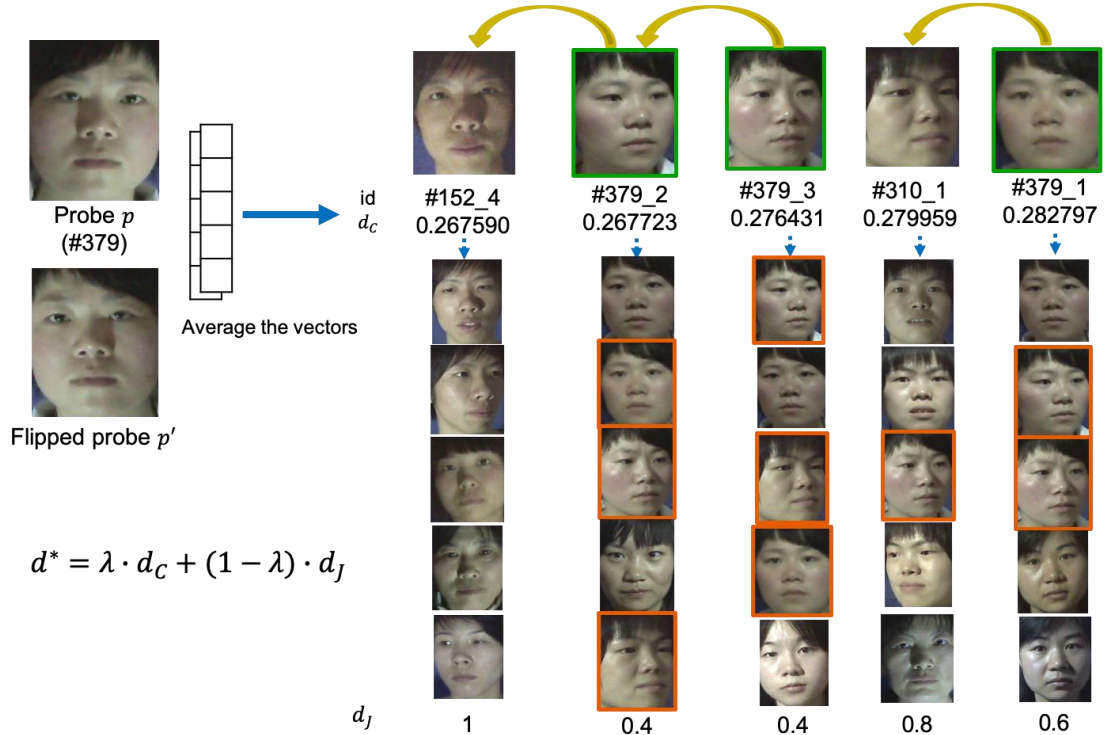 Probe p
(#379)
Flipped probe p′
Average the vectors
d* = λ · d_C + (1 − λ) · d_J
id
d_C
#152_4
0.267590
#379_2
0.267723
#379_3
0.276431
#310_1
0.279959
#379_1
0.282797
d_J
1
0.4
0.4
0.8
0.6